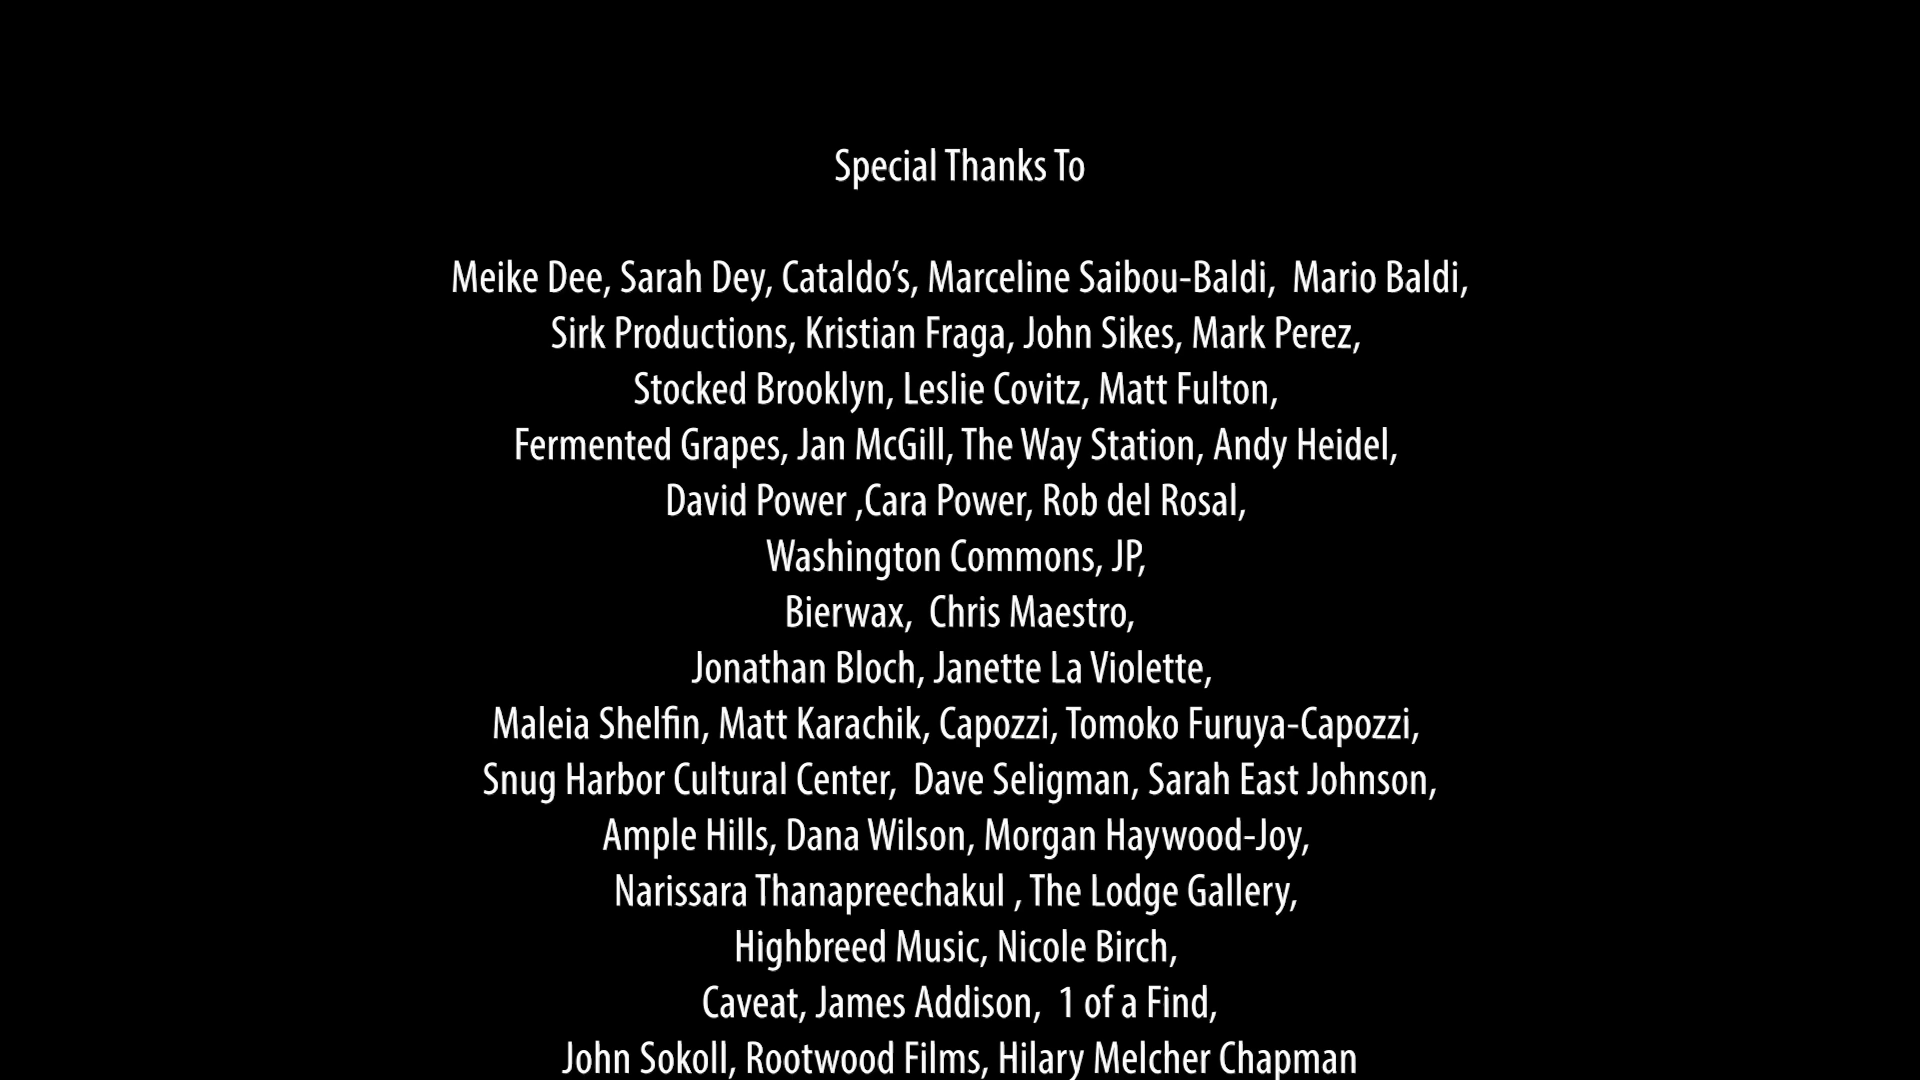 Special Thanks To
Meike Dee, Sarah Dey, Cataldo’s, Marceline Saibou-Baldi,  Mario Baldi,
Sirk Productions, Kristian Fraga, John Sikes, Mark Perez,
Stocked Brooklyn, Leslie Covitz, Matt Fulton,
Fermented Grapes, Jan McGill, The Way Station, Andy Heidel,
David Power ,Cara Power, Rob del Rosal,
Washington Commons, JP,
Bierwax,  Chris Maestro,
Jonathan Bloch, Janette La Violette,
Maleia Shelfin, Matt Karachik, Capozzi, Tomoko Furuya-Capozzi,
Snug Harbor Cultural Center,  Dave Seligman, Sarah East Johnson,
Ample Hills, Dana Wilson, Morgan Haywood-Joy,
Narissara Thanapreechakul , The Lodge Gallery,
Highbreed Music, Nicole Birch,
Caveat, James Addison,  1 of a Find,
John Sokoll, Rootwood Films, Hilary Melcher Chapman